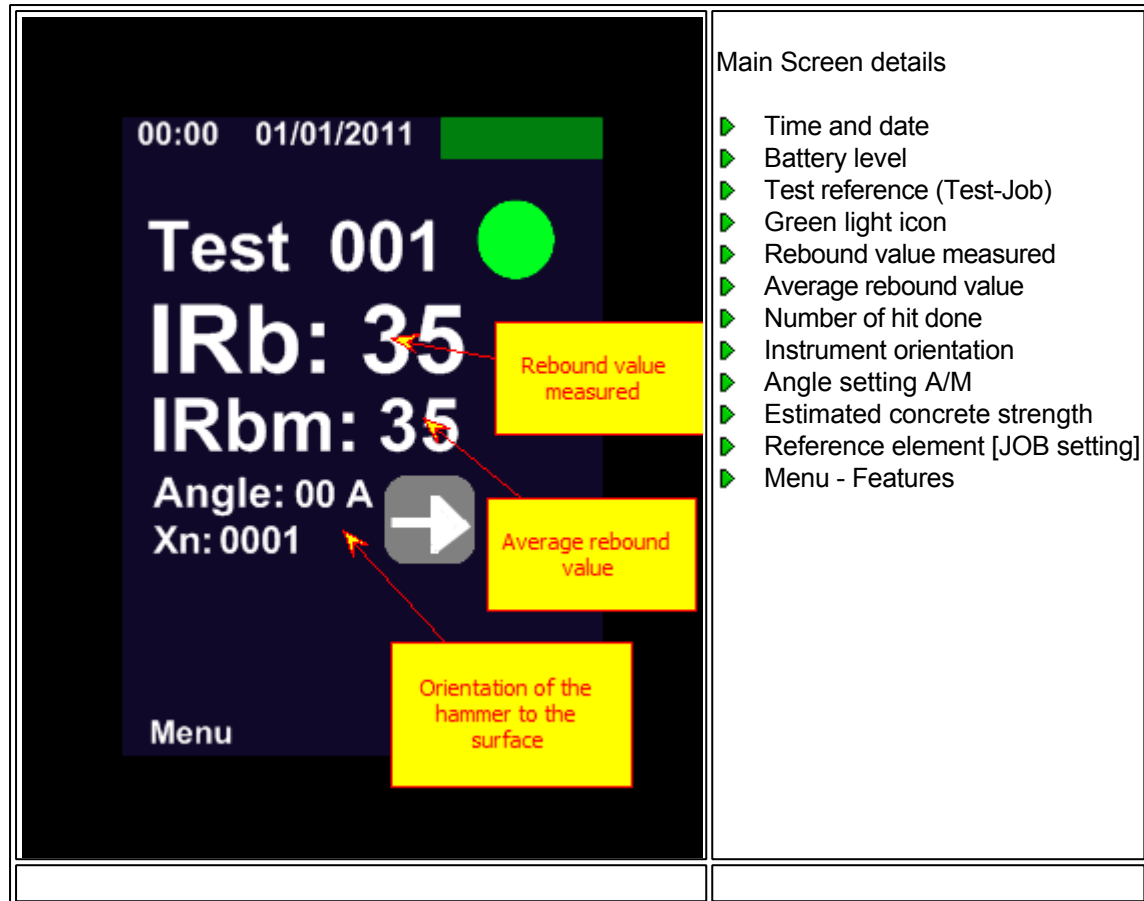 00:00 01/01/2011
Test 001
IRb: 35
Rebound value
measured
IRbm: 35
Angle: 00 A
Xn: 0001
Average rebound
value
Orientation of the
hammer to the
surface
Menu
Main Screen details
Time and date
Battery level
Test reference (Test-Job)
Green light icon
Rebound value measured
Average rebound value
Number of hit done
Instrument orientation
Angle setting A/M
Estimated concrete strength
Reference element [JOB setting]
Menu - Features